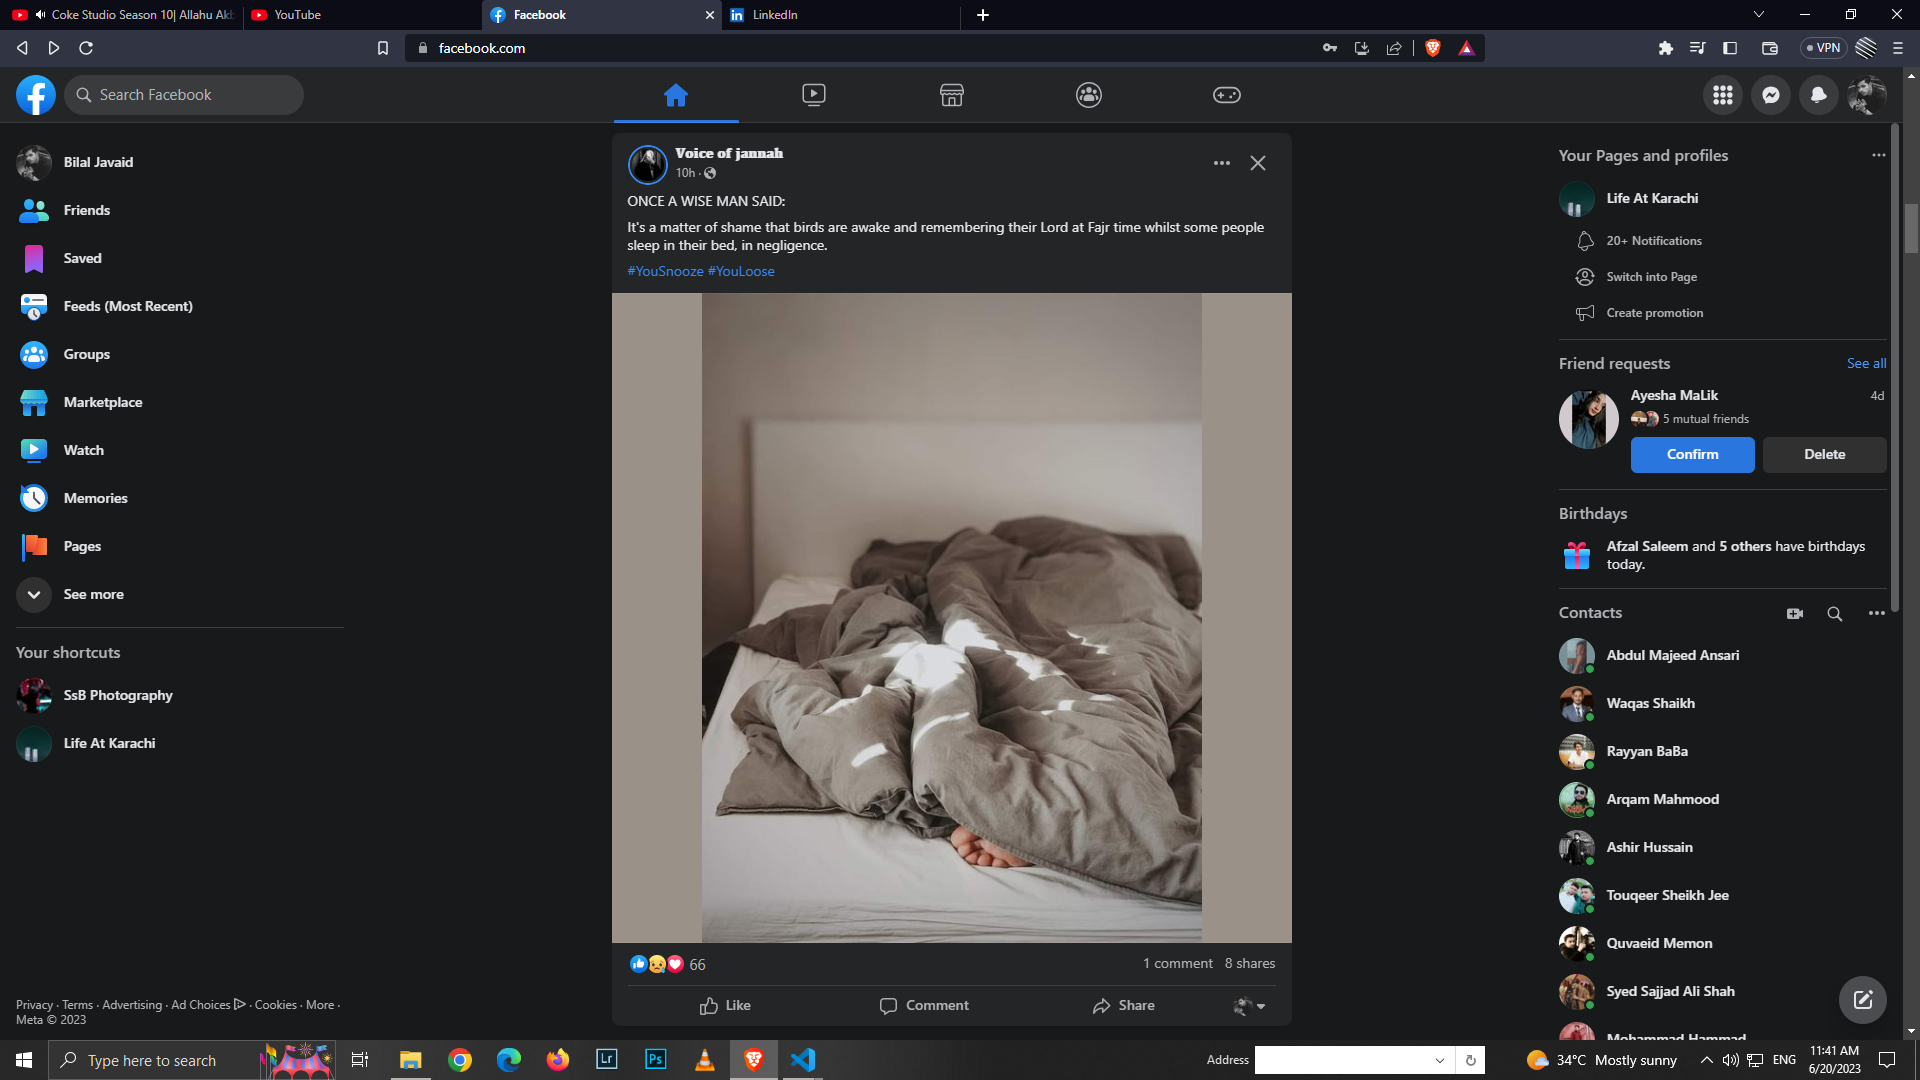 Coke Studio Season 10| Allahu Ak
YouTube
Facebook
LinkedIn
facebook.com
VPN
Search Facebook
Bilal Javaid
Friends
Saved
Feeds (Most Recent)
Groups
Marketplace
Watch
Memories
Pages
See more
Your shortcuts
SsB Photography
Life At Karachi
Privacy · Terms · Advertising · Ad Choices · Cookies · More ·
Meta © 2023
Voice of jannah
10h ·
ONCE A WISE MAN SAID:
It's a matter of shame that birds are awake and remembering their Lord at Fajr time whilst some people
sleep in their bed, in negligence.
#YouSnooze #YouLoose
66
1 comment 8 shares
Like
Comment
Share
Your Pages and profiles
Life At Karachi
20+ Notifications
Switch into Page
Create promotion
Friend requests
See all
Ayesha MaLik
4d
5 mutual friends
Confirm
Delete
Birthdays
Afzal Saleem and 5 others have birthdays
today.
Contacts
Abdul Majeed Ansari
Waqas Shaikh
Rayyan BaBa
Arqam Mahmood
Ashir Hussain
Touqeer Sheikh Jee
Quvaeid Memon
Syed Sajjad Ali Shah
Mohammad Hammad
Type here to search
Lr
Ps
Address
34°C Mostly sunny
ENG
11:41 AM
6/20/2023